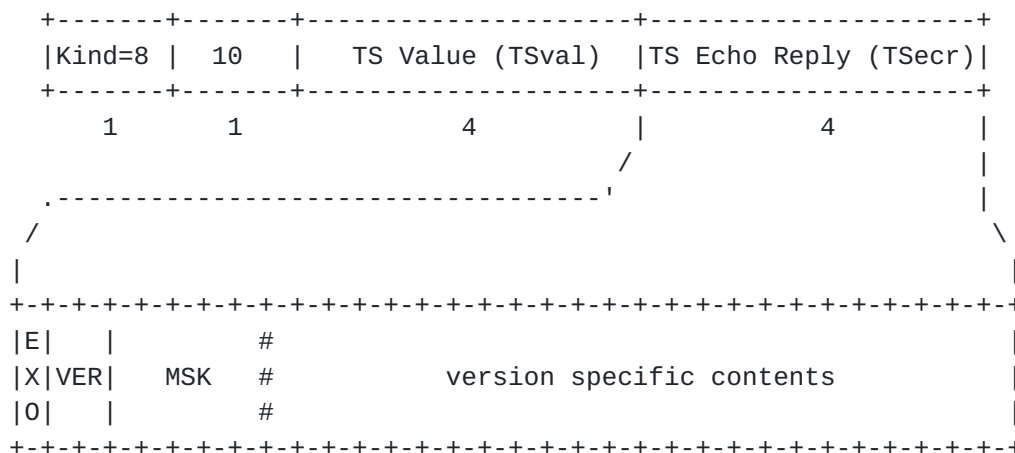 +-------+-------+---------------------+---------------------+
|Kind=8 |  10   |   TS Value (TSval)  |TS Echo Reply (TSecr)|
+-------+-------+---------------------+---------------------+
    1       1              4          |           4         |
                                     /                      |
.-----------------------------------'                       |
/                                                             \
|                                                               |
+-+-+-+-+-+-+-+-+-+-+-+-+-+-+-+-+-+-+-+-+-+-+-+-+-+-+-+-+-+-+-+-+
|E|   |         #                                               |
|X|VER|   MSK   #           version specific contents           |
|O|   |         #                                               |
+-+-+-+-+-+-+-+-+-+-+-+-+-+-+-+-+-+-+-+-+-+-+-+-+-+-+-+-+-+-+-+-+